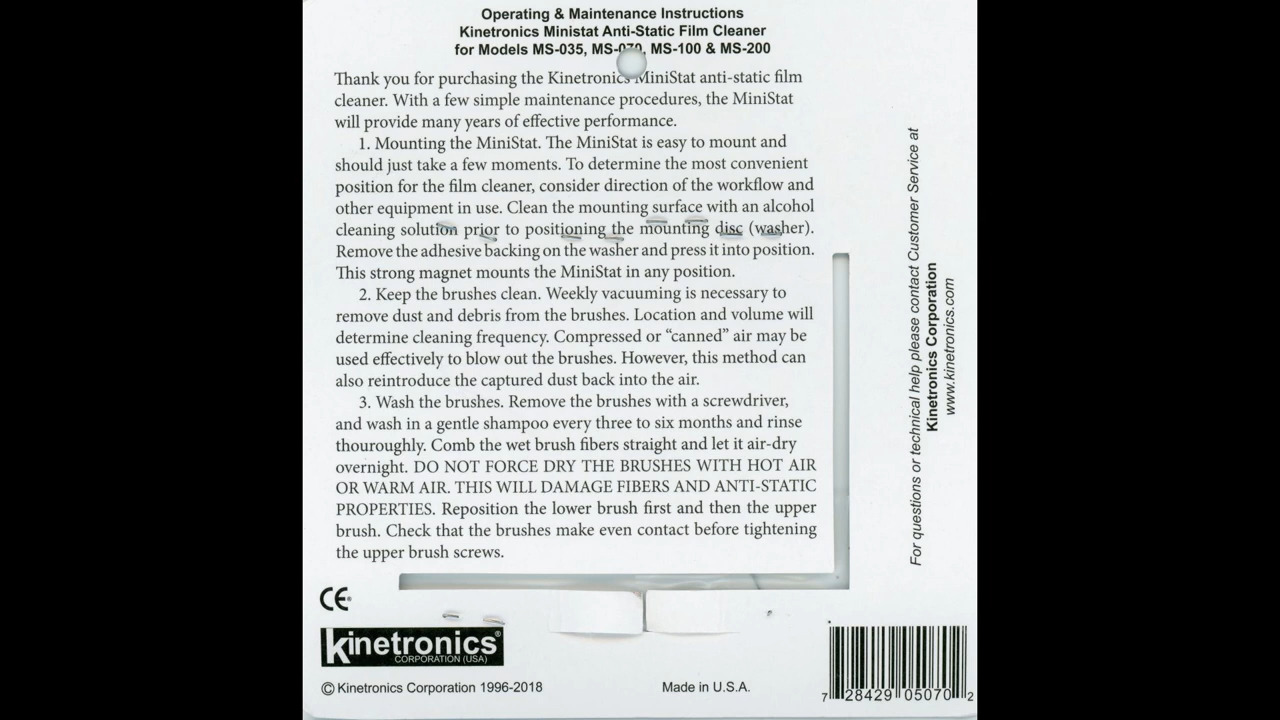 Operating & Maintenance Instructions
Kinetronics Ministat Anti-Static Film Cleaner
for Models MS-035, MS-070, MS-100 & MS-200
Thank you for purchasing the Kinetronics MiniStat anti-static film
cleaner. With a few simple maintenance procedures, the MiniStat
will provide many years of effective performance.
1. Mounting the MiniStat. The MiniStat is easy to mount and
should just take a few moments. To determine the most convenient
position for the film cleaner, consider direction of the workflow and
other equipment in use. Clean the mounting surface with an alcohol
cleaning solution prior to positioning the mounting disc (washer).
Remove the adhesive backing on the washer and press it into position.
This strong magnet mounts the MiniStat in any position.
2. Keep the brushes clean. Weekly vacuuming is necessary to
remove dust and debris from the brushes. Location and volume will
determine cleaning frequency. Compressed or “canned” air may be
used effectively to blow out the brushes. However, this method can
also reintroduce the captured dust back into the air.
3. Wash the brushes. Remove the brushes with a screwdriver,
and wash in a gentle shampoo every three to six months and rinse
thouroughly. Comb the wet brush fibers straight and let it air-dry
overnight. DO NOT FORCE DRY THE BRUSHES WITH HOT AIR
OR WARM AIR. THIS WILL DAMAGE FIBERS AND ANTI-STATIC
PROPERTIES. Reposition the lower brush first and then the upper
brush. Check that the brushes make even contact before tightening
the upper brush screws.
For questions or technical help please contact Customer Service at
Kinetronics Corporation
www.kinetronics.com
CE
kinetronics®
CORPORATION (USA)
© Kinetronics Corporation 1996-2018
Made in U.S.A.
7 28429 05070 2